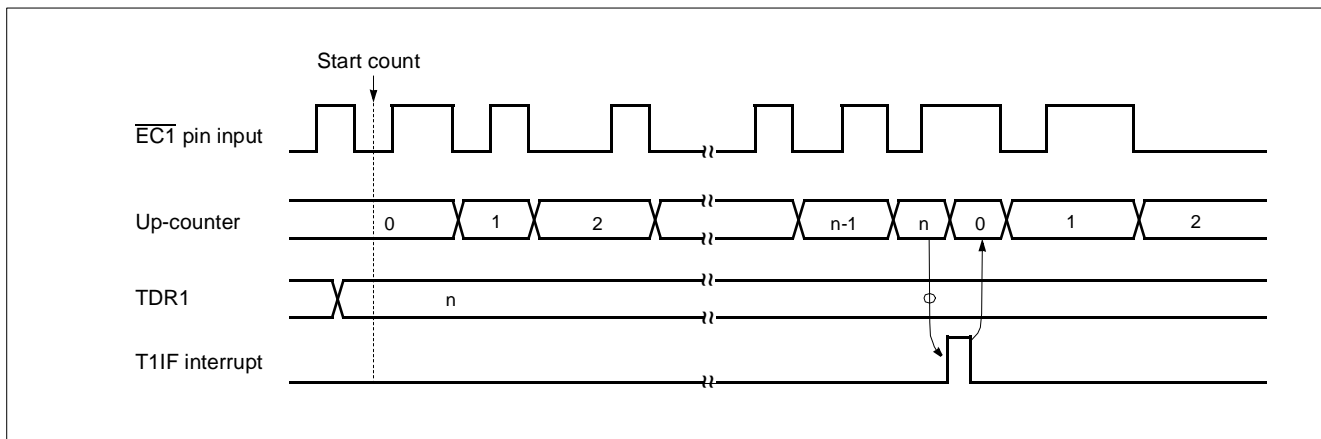 Start count
EC1 pin input
Up-counter 0 1 2 n-1 n 0 1 2
TDR1 n
T1IF interrupt